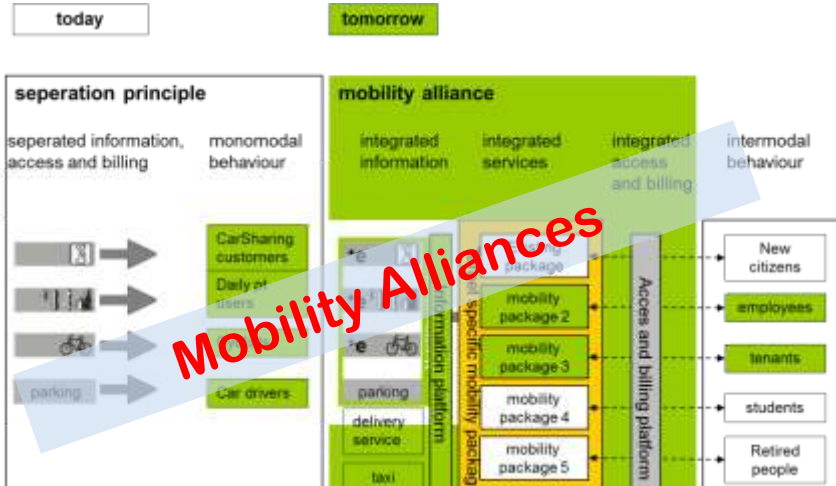 today
tomorrow
seperation principle
mobility alliance
seperated information,
access and billing
monomodal
behaviour
integrated
information
integrated
services
integrated
access
and billing
intermodal
behaviour
CarSharing
customers
Daily pt
users
parking
Car drivers
+e
+e
+e
parking
delivery
service
taxi
information platform
specific mobility packag
Existing
package
mobility
package 2
mobility
package 3
mobility
package 4
mobility
package 5
Acces and billing platform
New
citizens
employees
tenants
students
Retired
people
Mobility Alliances